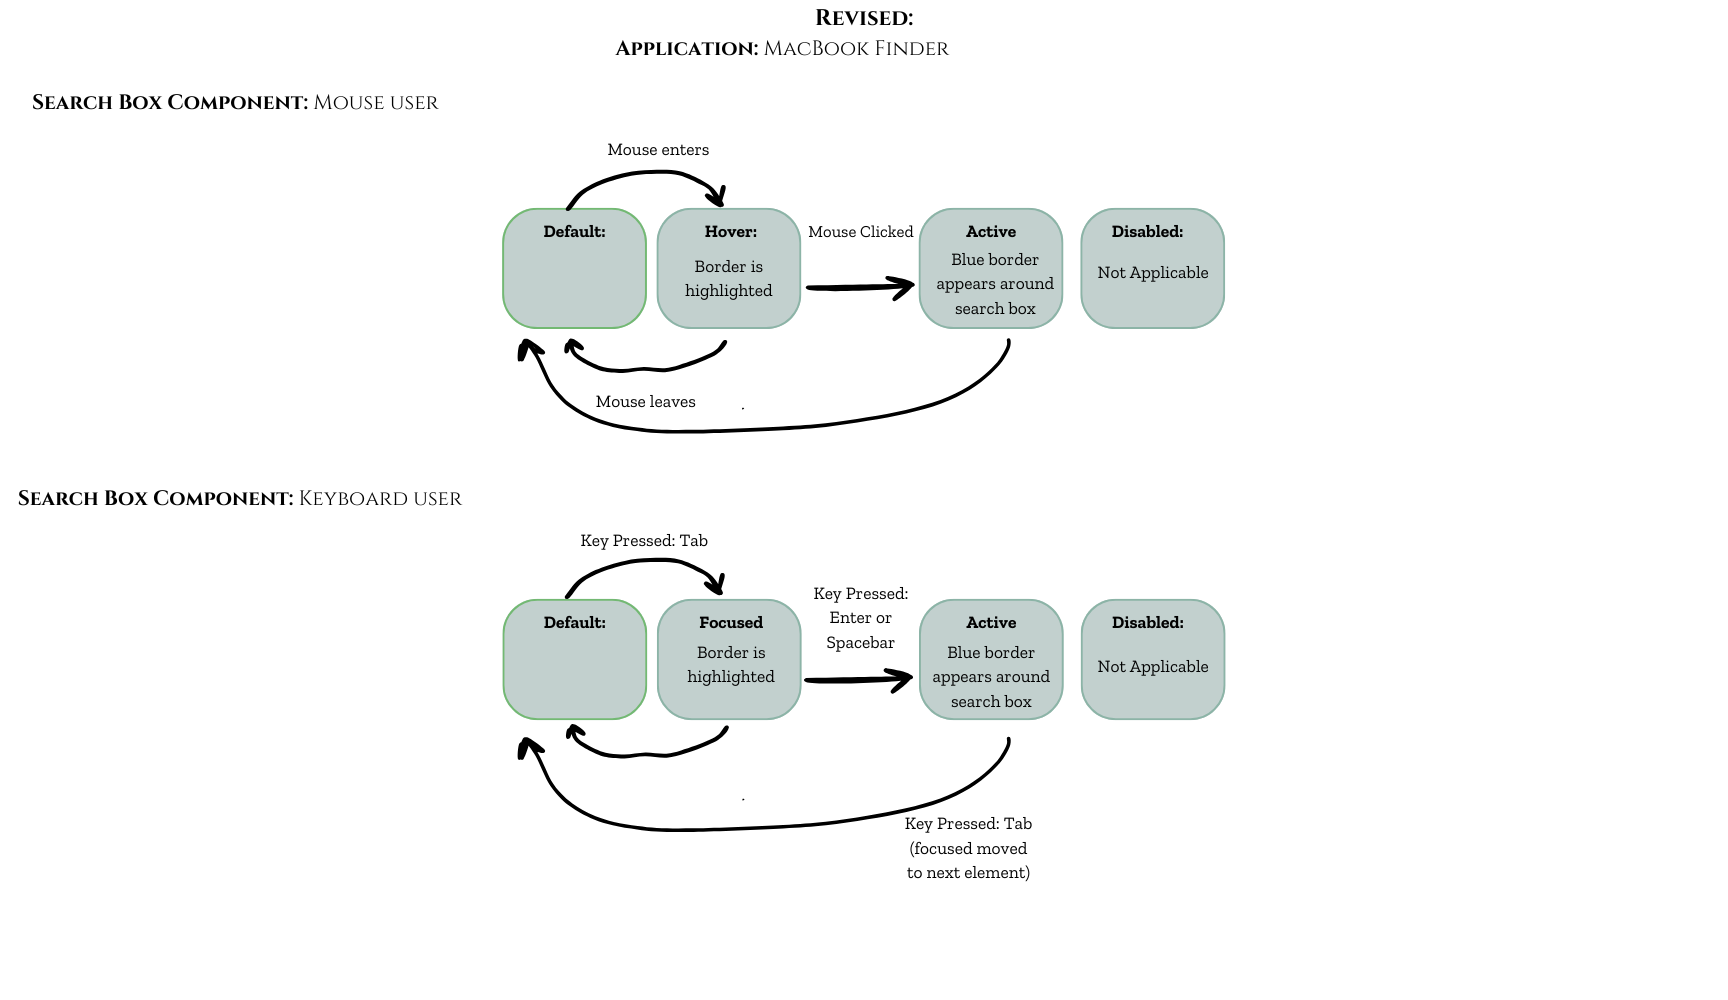 Revised:
Application: MacBook Finder
Search Box Component: Mouse user
Mouse enters
Default:
Hover:
Border is
highlighted
Mouse Clicked
Active
Blue border
appears around
search box
Disabled:
Not Applicable
Mouse leaves
Search Box Component: Keyboard user
Key Pressed: Tab
Default:
Focused
Border is
highlighted
Key Pressed:
Enter or
Spacebar
Active
Blue border
appears around
search box
Disabled:
Not Applicable
Key Pressed: Tab
(focused moved
to next element)